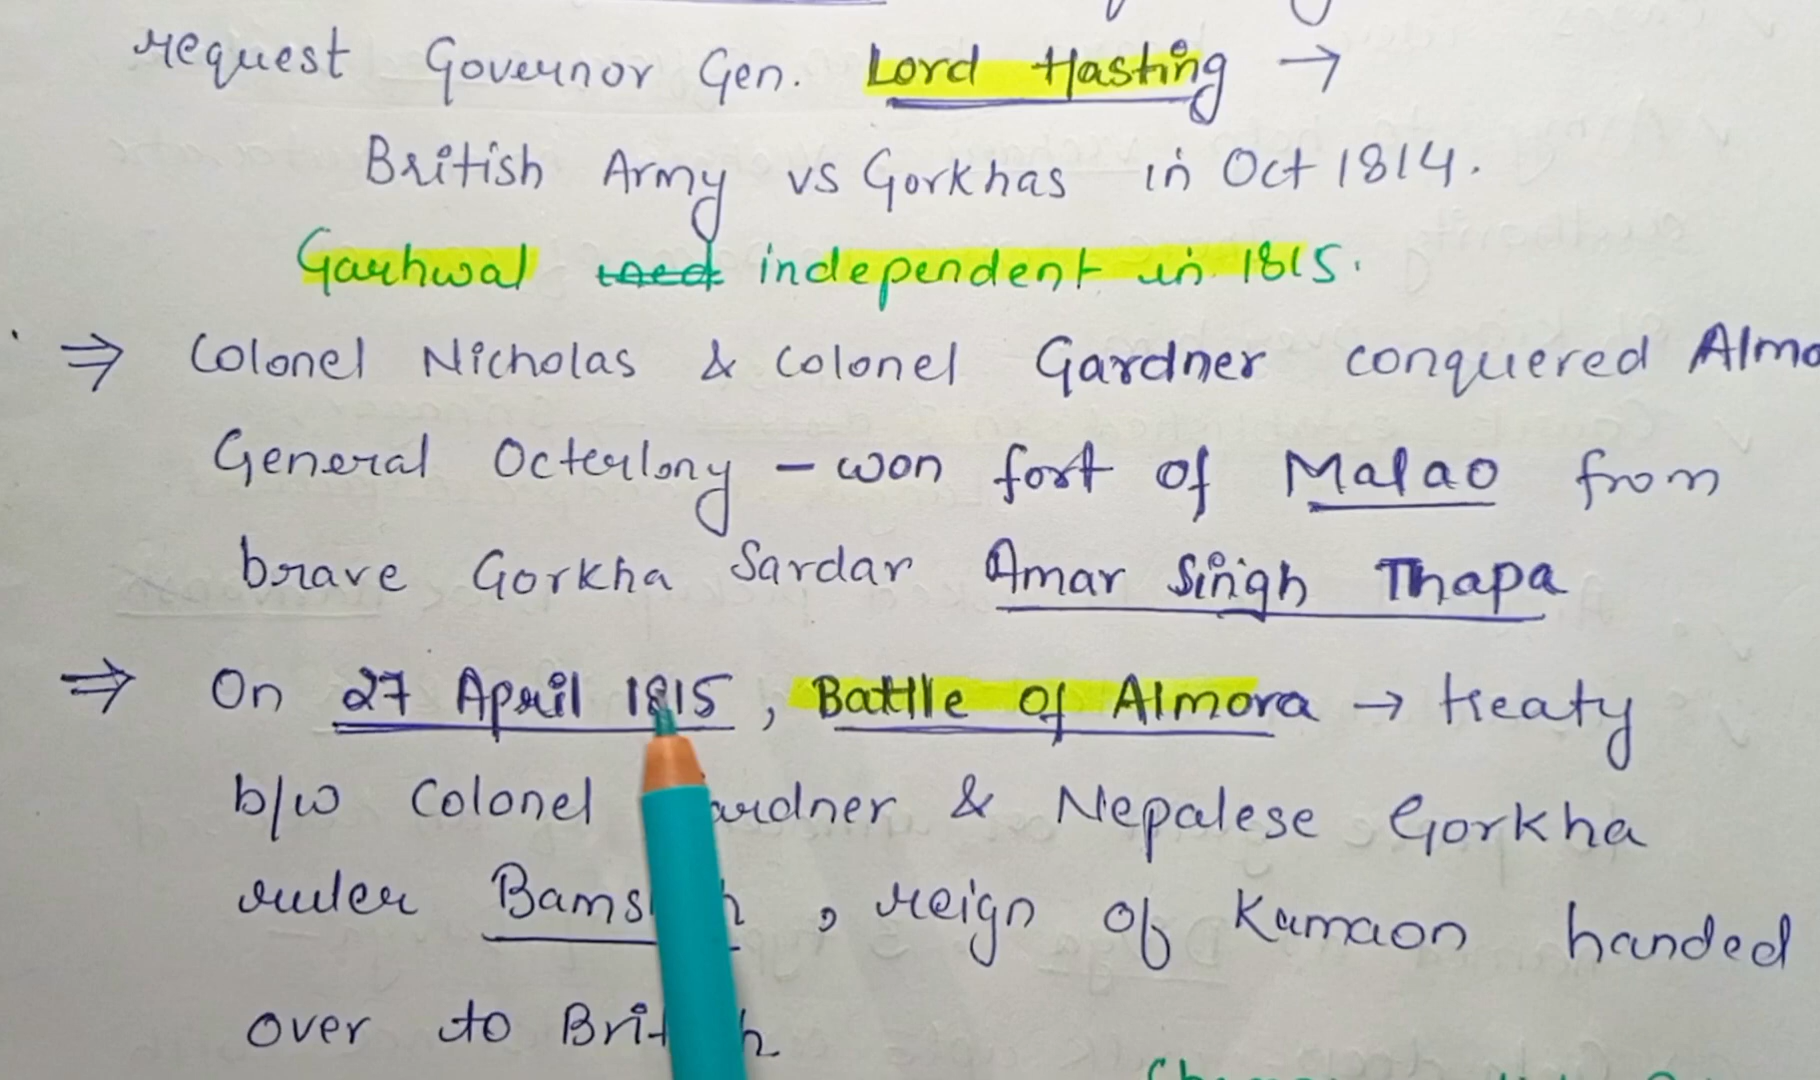 request Governor Gen. Lord Hasting →
British Army vs Gorkhas in Oct 1814.
Garhwal independent in 1815.
⇒ Colonel Nicholas & Colonel Gardner conquered Almo
General Octerlony – won fort of Malao from
brave Gorkha Sardar Amar Singh Thapa
⇒ On 27 April 1815, Battle of Almora → treaty
b/w Colonel ardner & Nepalese Gorkha
ruler , reign of Kumaon handed
over to